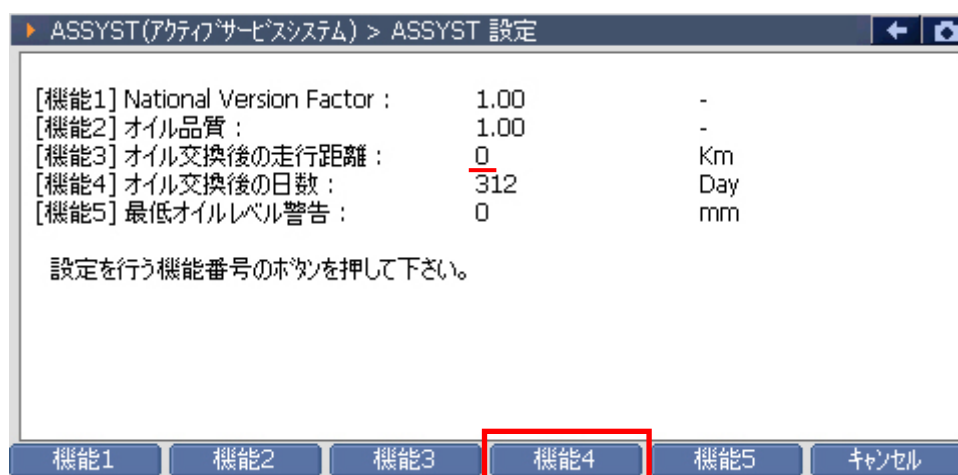 ASSYST(アクティブサービスシステム) > ASSYST 設定
[機能1] National Version Factor : 1.00 -
[機能2] オイル品質 : 1.00 -
[機能3] オイル交換後の走行距離 : 0 Km
[機能4] オイル交換後の日数 : 312 Day
[機能5] 最低オイルレベル警告 : 0 mm
設定を行う機能番号のボタンを押して下さい。
機能1 機能2 機能3 機能4 機能5 キャンセル